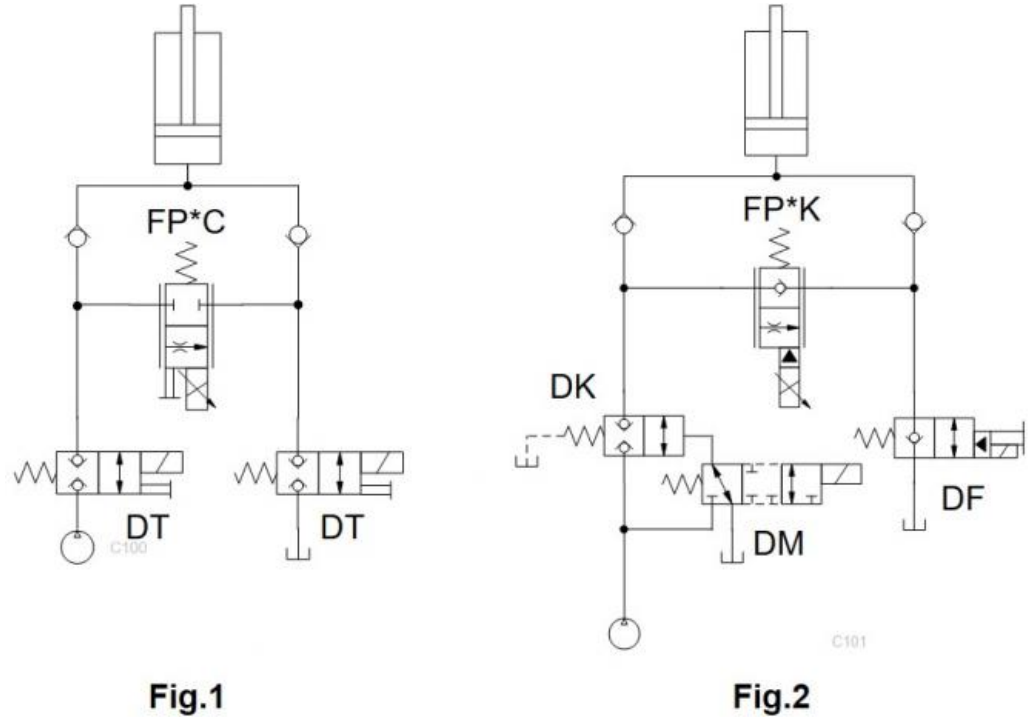 FP*C
DT
DT
C100
Fig.1
FP*K
DK
DM
DF
C101
Fig.2